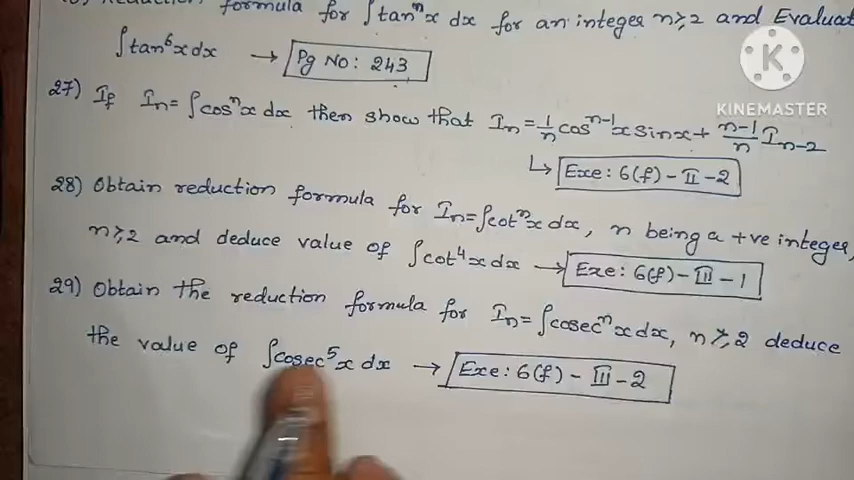 Reduction formula for ∫tanⁿx dx for an integer n≥2 and Evaluat
∫tan⁶x dx → Pg No: 243
K
KINEMASTER
27) If Iₙ = ∫cosⁿx dx then show that Iₙ = 1/n cosⁿ⁻¹x sinx + n-1/n Iₙ₋₂
↳ Exe: 6(f) - II - 2
28) Obtain reduction formula for Iₙ = ∫cotⁿx dx, n being a +ve integer,
n≥2 and deduce value of ∫cot⁴x dx → Exe: 6(f) - III - 1
29) Obtain the reduction formula for Iₙ = ∫cosecⁿx dx, n≥2 deduce
the value of ∫cosec⁵x dx → Exe: 6(f) - III - 2